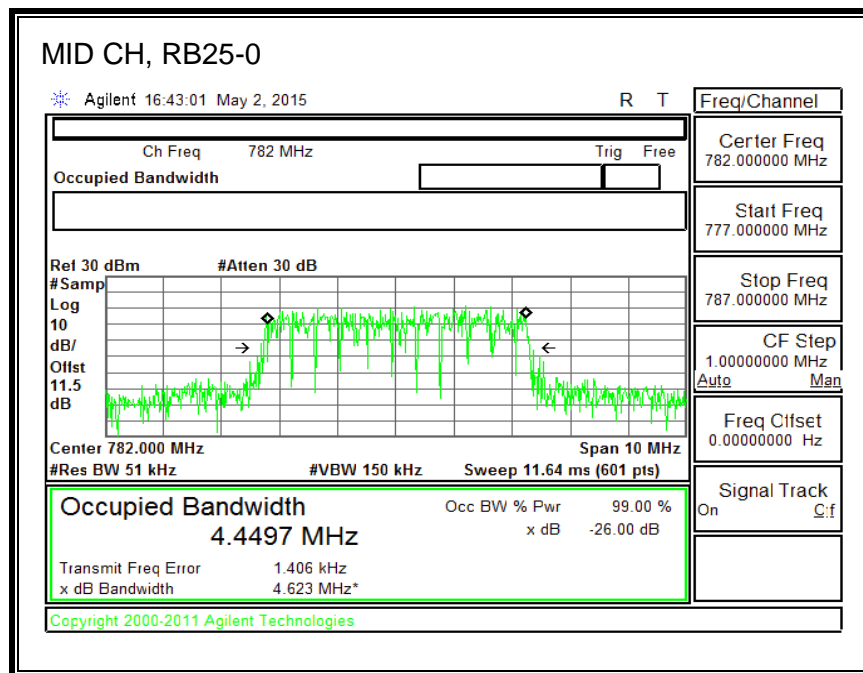 MID CH, RB25-0
Agilent 16:43:01 May 2, 2015 R T
Freq/Channel
Ch Freq 782 MHz Trig Free
Occupied Bandwidth
Center Freq
782.000000 MHz
Start Freq
777.000000 MHz
Stop Freq
787.000000 MHz
CF Step
1.00000000 MHz
Auto Man
Freq Offset
0.00000000 Hz
Signal Track
On Off
Ref 30 dBm #Atten 30 dB
#Samp
Log
10
dB/
Offst
11.5
dB
Center 782.000 MHz Span 10 MHz
#Res BW 51 kHz #VBW 150 kHz Sweep 11.64 ms (601 pts)
Occupied Bandwidth Occ BW % Pwr 99.00 %
4.4497 MHz x dB -26.00 dB
Transmit Freq Error 1.406 kHz
x dB Bandwidth 4.623 MHz*
Copyright 2000-2011 Agilent Technologies